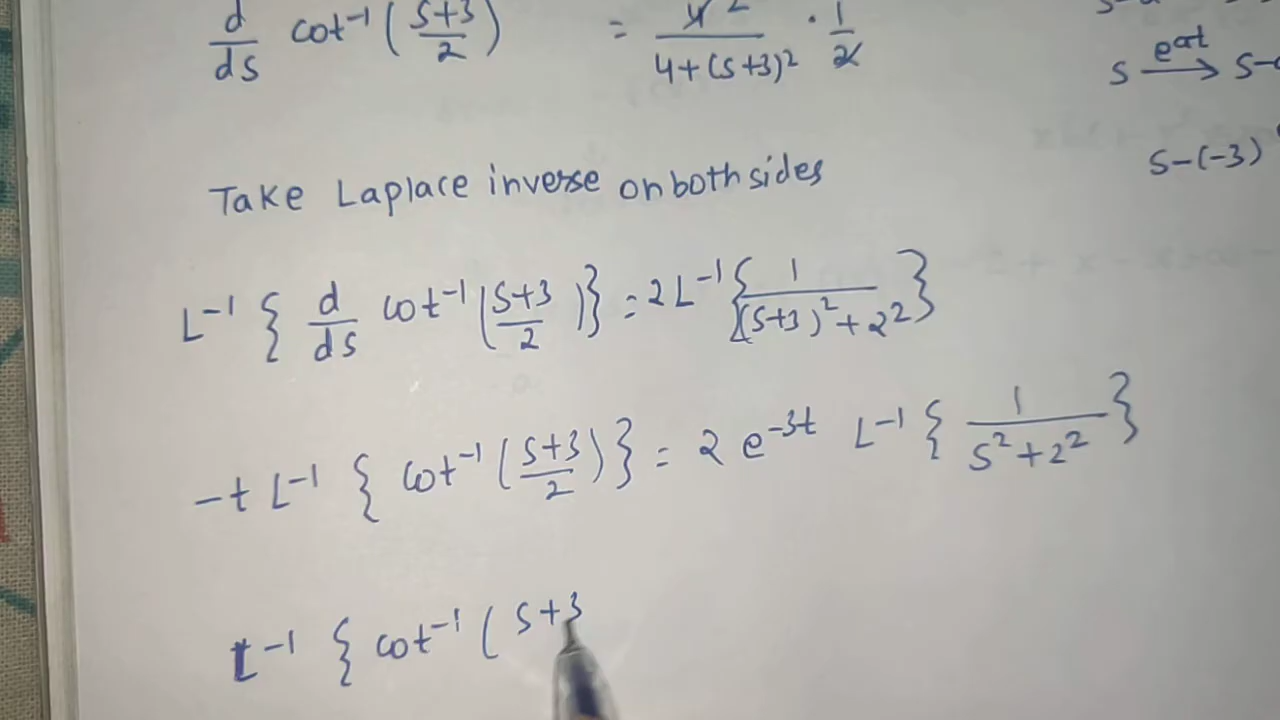 d/ds cot⁻¹(s+3/2) = 4 2/4+(s+3)² · 1/2
s →(eᵃᵗ) s-
s-(-3)
Take Laplace inverse on both sides
L⁻¹ { d/ds cot⁻¹(s+3/2)} = 2 L⁻¹{1/(s+3)²+2²}
-t L⁻¹ { cot⁻¹(s+3/2)} = 2 e⁻³ᵗ L⁻¹ { 1/s²+2² }
L⁻¹ { cot⁻¹ ( s+3